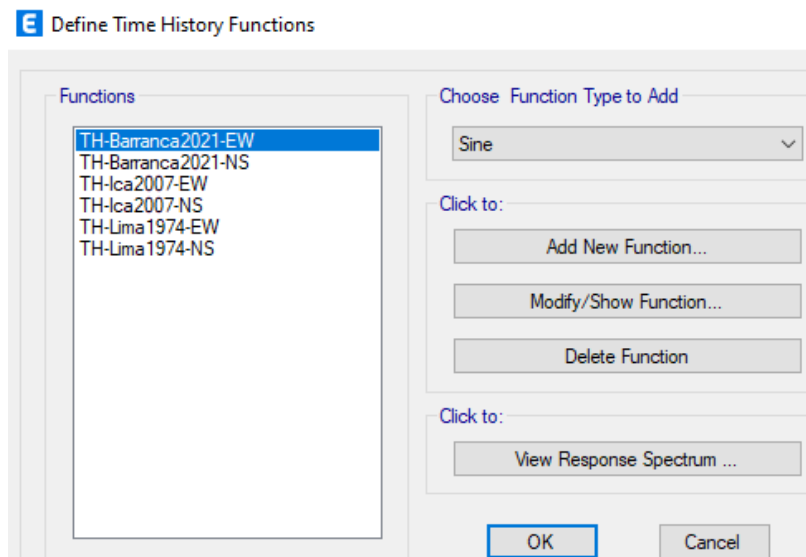 E Define Time History Functions
Functions
TH-Barranca2021-EW
TH-Barranca2021-NS
TH-Ica2007-EW
TH-Ica2007-NS
TH-Lima1974-EW
TH-Lima1974-NS
Choose Function Type to Add
Sine
Click to:
Add New Function...
Modify/Show Function...
Delete Function
Click to:
View Response Spectrum ...
OK
Cancel